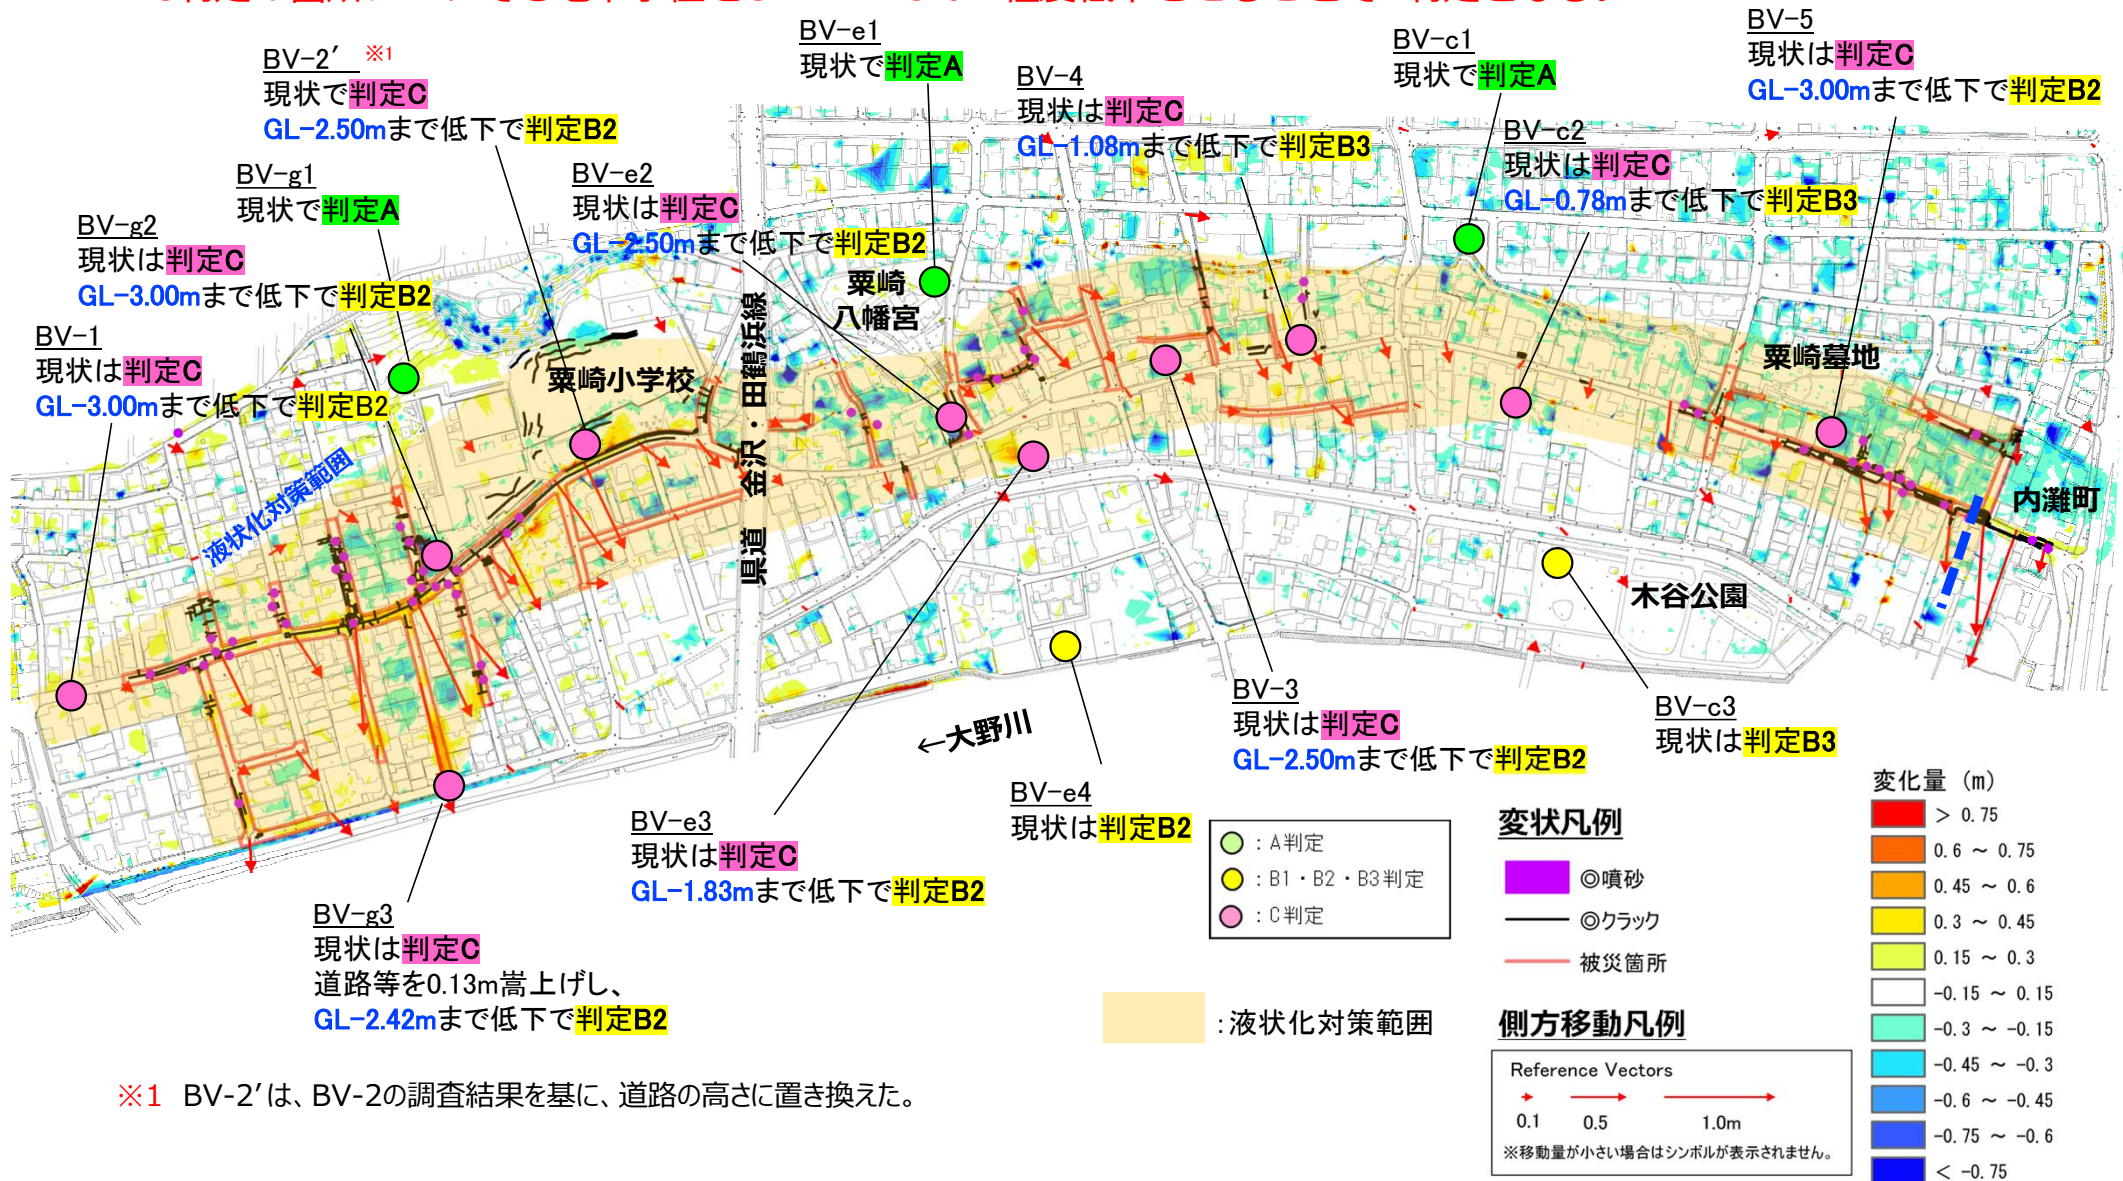 BV-2′ ※1
現状で判定C
GL-2.50mまで低下で判定B2
BV-e1
現状で判定A
BV-4
現状は判定C
GL-1.08mまで低下で判定B3
BV-c1
現状で判定A
BV-5
現状は判定C
GL-3.00mまで低下で判定B2
BV-c2
現状は判定C
GL-0.78mまで低下で判定B3
BV-g1
現状で判定A
BV-e2
現状は判定C
GL-2.50mまで低下で判定B2
BV-g2
現状は判定C
GL-3.00mまで低下で判定B2
BV-1
現状は判定C
GL-3.00mまで低下で判定B2
粟崎
八幡宮
粟崎小学校
県道 金沢・田鶴浜線
粟崎墓地
内灘町
液状化対策範囲
木谷公園
←大野川
BV-3
現状は判定C
GL-2.50mまで低下で判定B2
BV-c3
現状は判定B3
BV-e4
現状は判定B2
BV-e3
現状は判定C
GL-1.83mまで低下で判定B2
BV-g3
現状は判定C
道路等を0.13m嵩上げし、
GL-2.42mまで低下で判定B2
：A判定
：B1・B2・B3判定
：C判定
：液状化対策範囲
変状凡例
◎噴砂
◎クラック
被災箇所
側方移動凡例
Reference Vectors
0.1 0.5 1.0m
※移動量が小さい場合はシンボルが表示されません。
変化量 (m)
> 0.75
0.6 ～ 0.75
0.45 ～ 0.6
0.3 ～ 0.45
0.15 ～ 0.3
-0.15 ～ 0.15
-0.3 ～ -0.15
-0.45 ～ -0.3
-0.6 ～ -0.45
-0.75 ～ -0.6
< -0.75
※1 BV-2′は、BV-2の調査結果を基に、道路の高さに置き換えた。